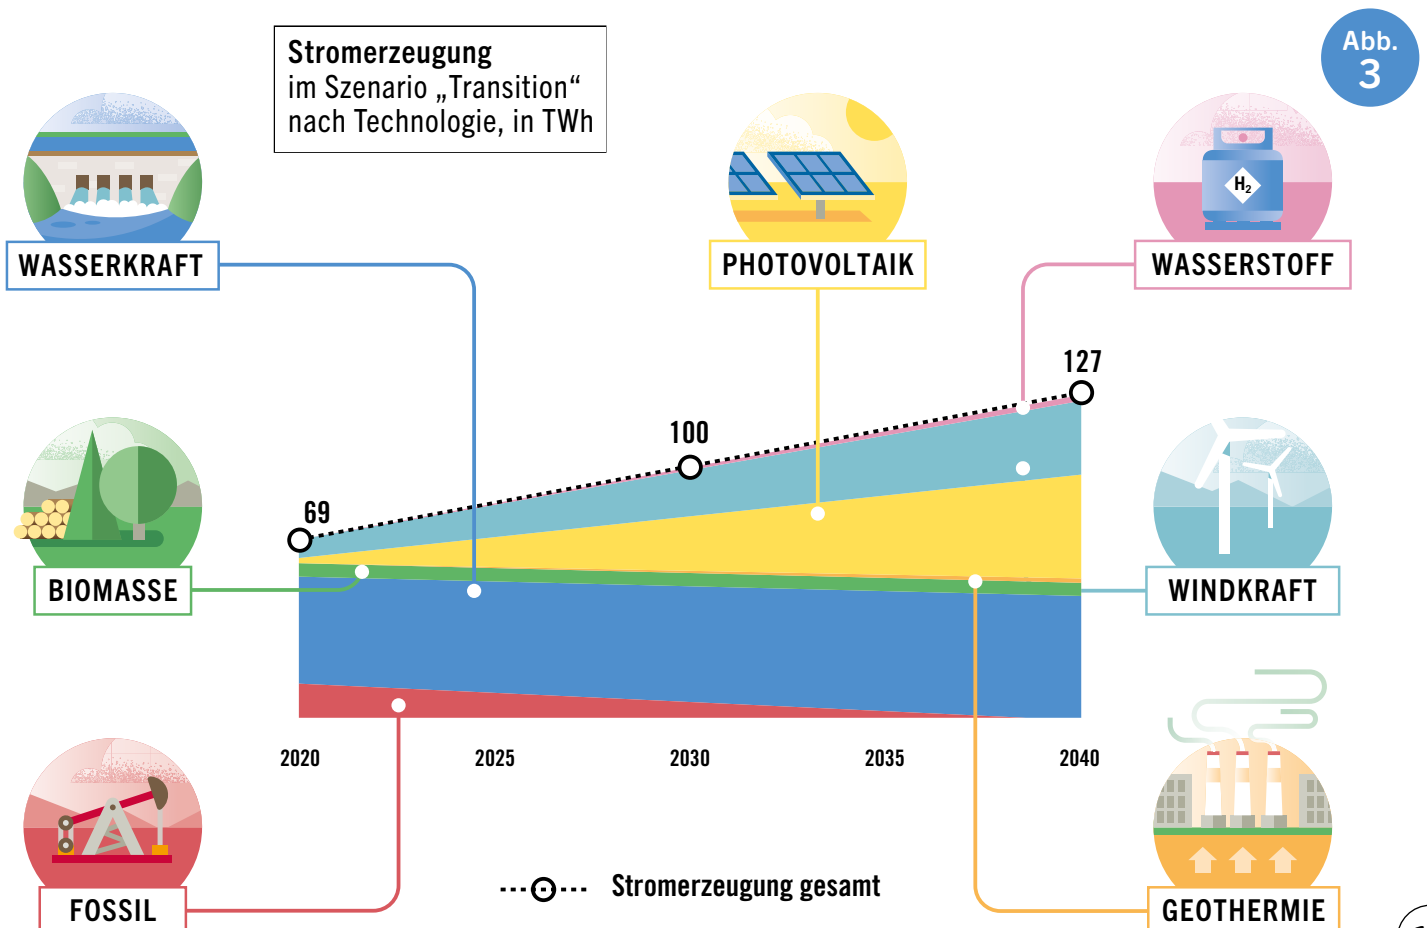 Stromerzeugung
im Szenario „Transition“
nach Technologie, in TWh
Abb.
3
H2
WASSERKRAFT
PHOTOVOLTAIK
WASSERSTOFF
127
100
69
BIOMASSE
WINDKRAFT
2020 2025 2030 2035 2040
Stromerzeugung gesamt
FOSSIL
GEOTHERMIE